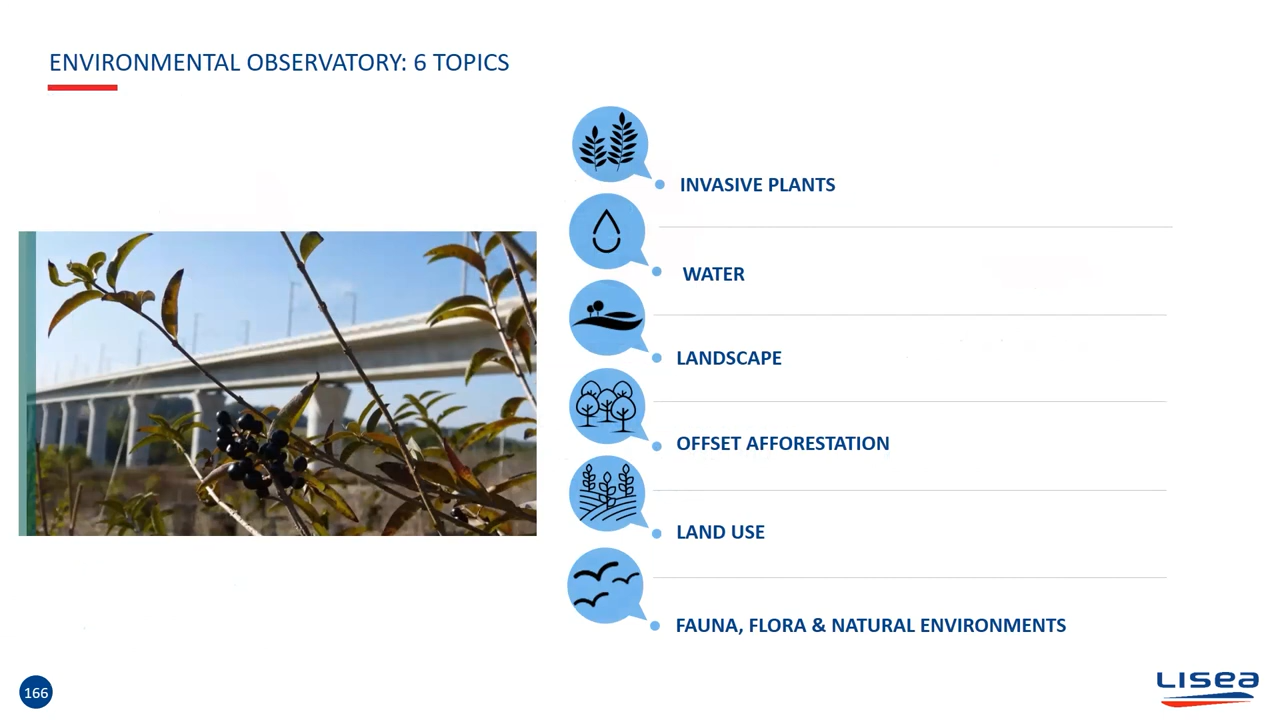 ENVIRONMENTAL OBSERVATORY: 6 TOPICS
INVASIVE PLANTS
WATER
LANDSCAPE
OFFSET AFFORESTATION
LAND USE
FAUNA, FLORA & NATURAL ENVIRONMENTS
166
LISEA